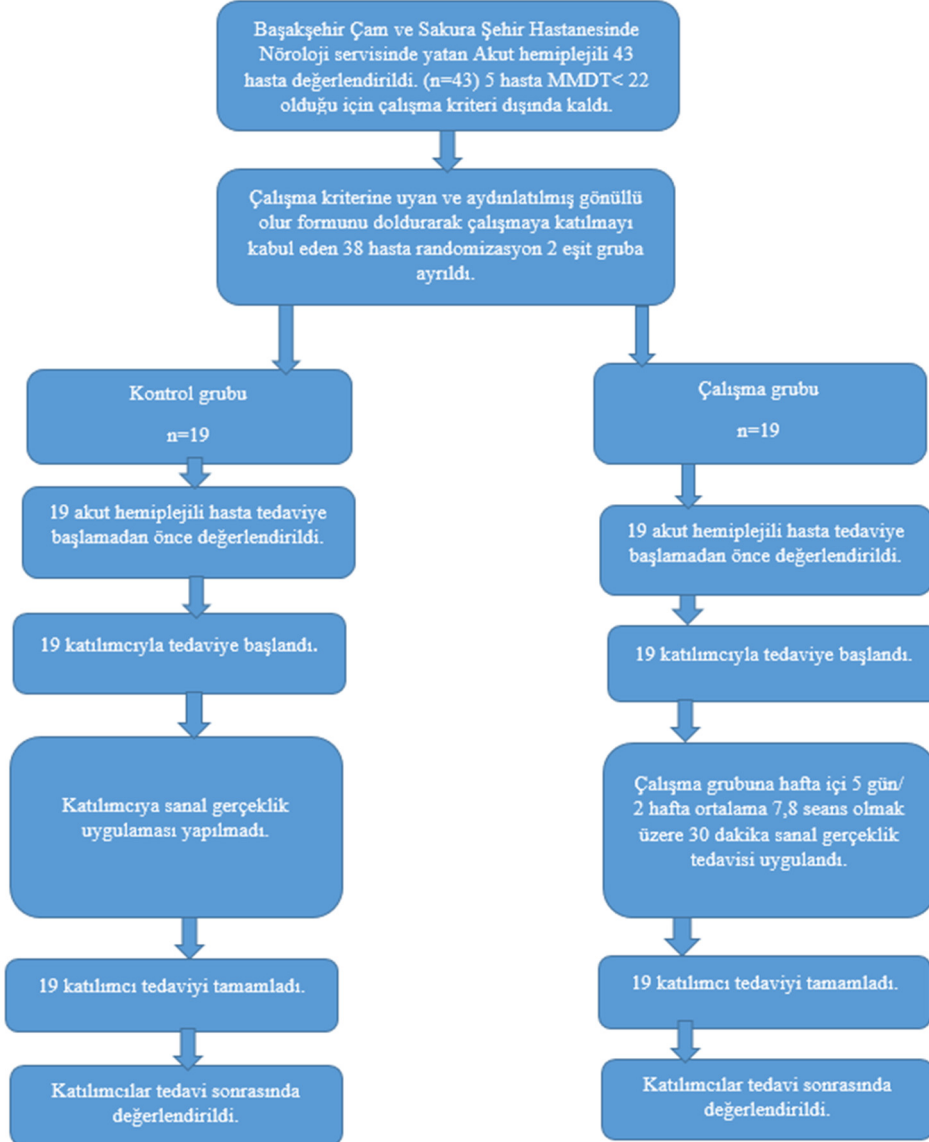 Başakşehir Çam ve Sakura Şehir Hastanesinde
Nöroloji servisinde yatan Akut hemiplejili 43
hasta değerlendirildi. (n=43) 5 hasta MMDT< 22
olduğu için çalışma kriteri dışında kaldı.
Çalışma kriterine uyan ve aydınlatılmış gönüllü
olur formunu doldurarak çalışmaya katılmayı
kabul eden 38 hasta randomizasyon 2 eşit gruba
ayrıldı.
Kontrol grubu
n=19
19 akut hemiplejili hasta tedaviye
başlamadan önce değerlendirildi.
19 katılımcıyla tedaviye başlandı.
Katılımcıya sanal gerçeklik
uygulaması yapılmadı.
19 katılımcı tedaviyi tamamladı.
Katılımcılar tedavi sonrasında
değerlendirildi.
Çalışma grubu
n=19
19 akut hemiplejili hasta tedaviye
başlamadan önce değerlendirildi.
19 katılımcıyla tedaviye başlandı.
Çalışma grubuna hafta içi 5 gün/
2 hafta ortalama 7,8 seans olmak
üzere 30 dakika sanal gerçeklik
tedavisi uygulandı.
19 katılımcı tedaviyi tamamladı.
Katılımcılar tedavi sonrasında
değerlendirildi.